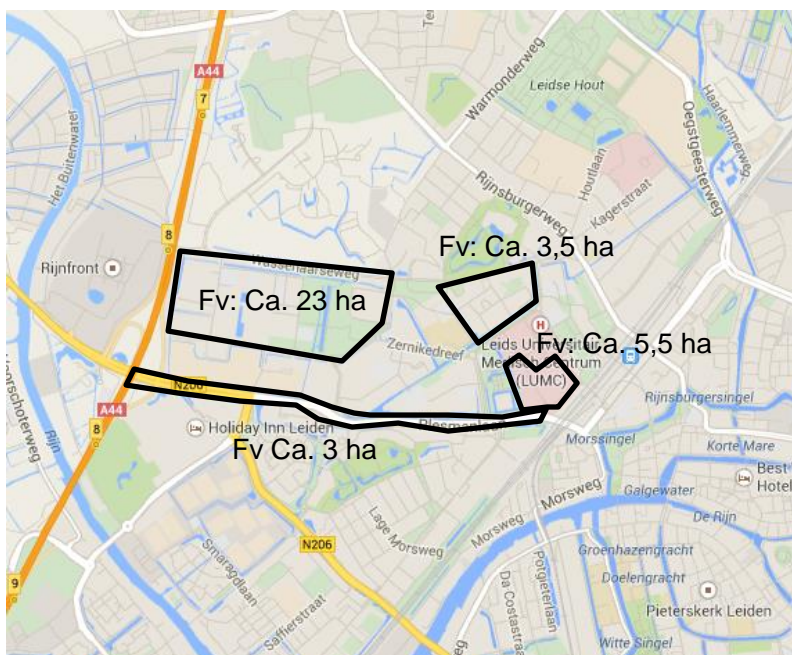 A44
7
Leidse Hout
Warmonderweg
Haarlemmerweg
Oegstgeesterweg
Het Buitenwater
Houtlaan
Kagerstraat
Rijnsburgerweg
8
Rijnfront
Wassenaarseweg
Fv: Ca. 3,5 ha
Fv: Ca. 23 ha
H
Zernikedreef
Leids Universitair
Medisch Centrum
(LUMC)
Fv: Ca. 5,5 ha
N206
Rijnsburgersingel
A44
8
Holiday Inn Leiden
Plesmanlaan
Fv Ca. 3 ha
Voorschoterweg
Rijn
Morssingel
Korte Mare
Best
Hotel
Morsweg
Galgewater
De Rijn
Lage Morsweg
Morsweg
N206
Smaragdlaan
Groenhazengracht
Doelengracht
Potgieterlaan
Da Costastraat
9
Saffierstraat
Pieterskerk Leiden
Witte Singel